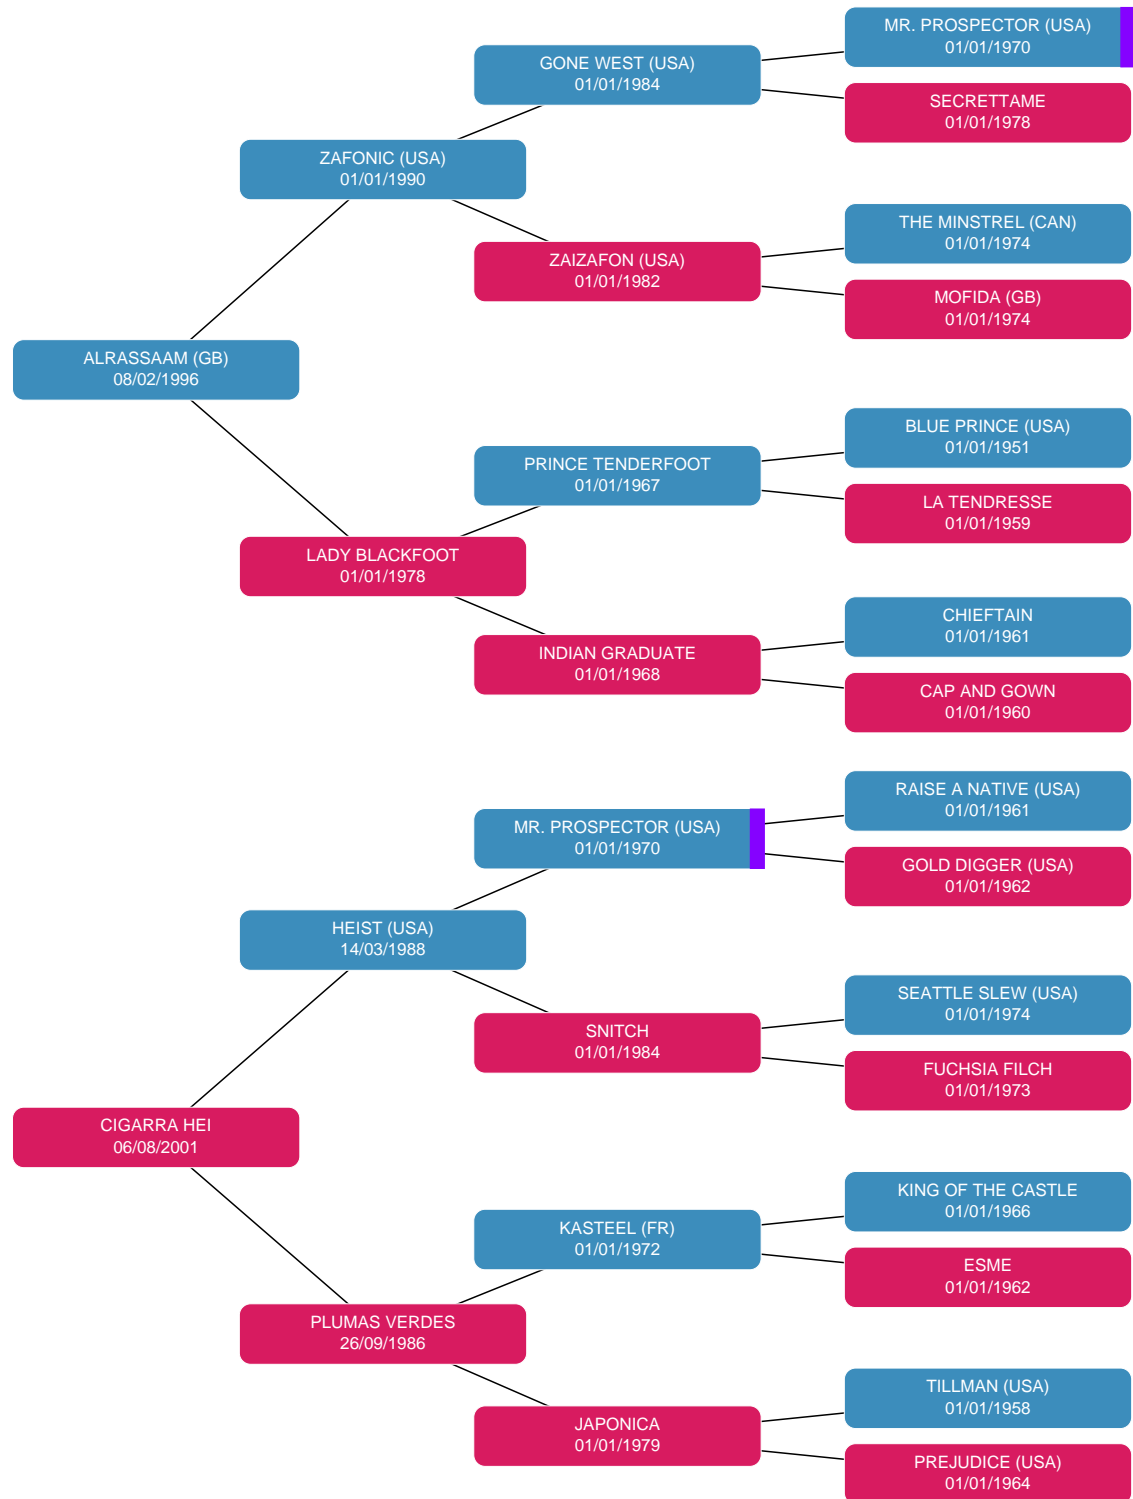 MR. PROSPECTOR (USA)
01/01/1970
GONE WEST (USA)
01/01/1984
SECRETTAME
01/01/1978
ZAFONIC (USA)
01/01/1990
THE MINSTREL (CAN)
01/01/1974
ZAIZAFON (USA)
01/01/1982
MOFIDA (GB)
01/01/1974
ALRASSAAM (GB)
08/02/1996
BLUE PRINCE (USA)
01/01/1951
PRINCE TENDERFOOT
01/01/1967
LA TENDRESSE
01/01/1959
LADY BLACKFOOT
01/01/1978
CHIEFTAIN
01/01/1961
INDIAN GRADUATE
01/01/1968
CAP AND GOWN
01/01/1960
RAISE A NATIVE (USA)
01/01/1961
MR. PROSPECTOR (USA)
01/01/1970
GOLD DIGGER (USA)
01/01/1962
HEIST (USA)
14/03/1988
SEATTLE SLEW (USA)
01/01/1974
SNITCH
01/01/1984
FUCHSIA FILCH
01/01/1973
CIGARRA HEI
06/08/2001
KING OF THE CASTLE
01/01/1966
KASTEEL (FR)
01/01/1972
ESME
01/01/1962
PLUMAS VERDES
26/09/1986
TILLMAN (USA)
01/01/1958
JAPONICA
01/01/1979
PREJUDICE (USA)
01/01/1964